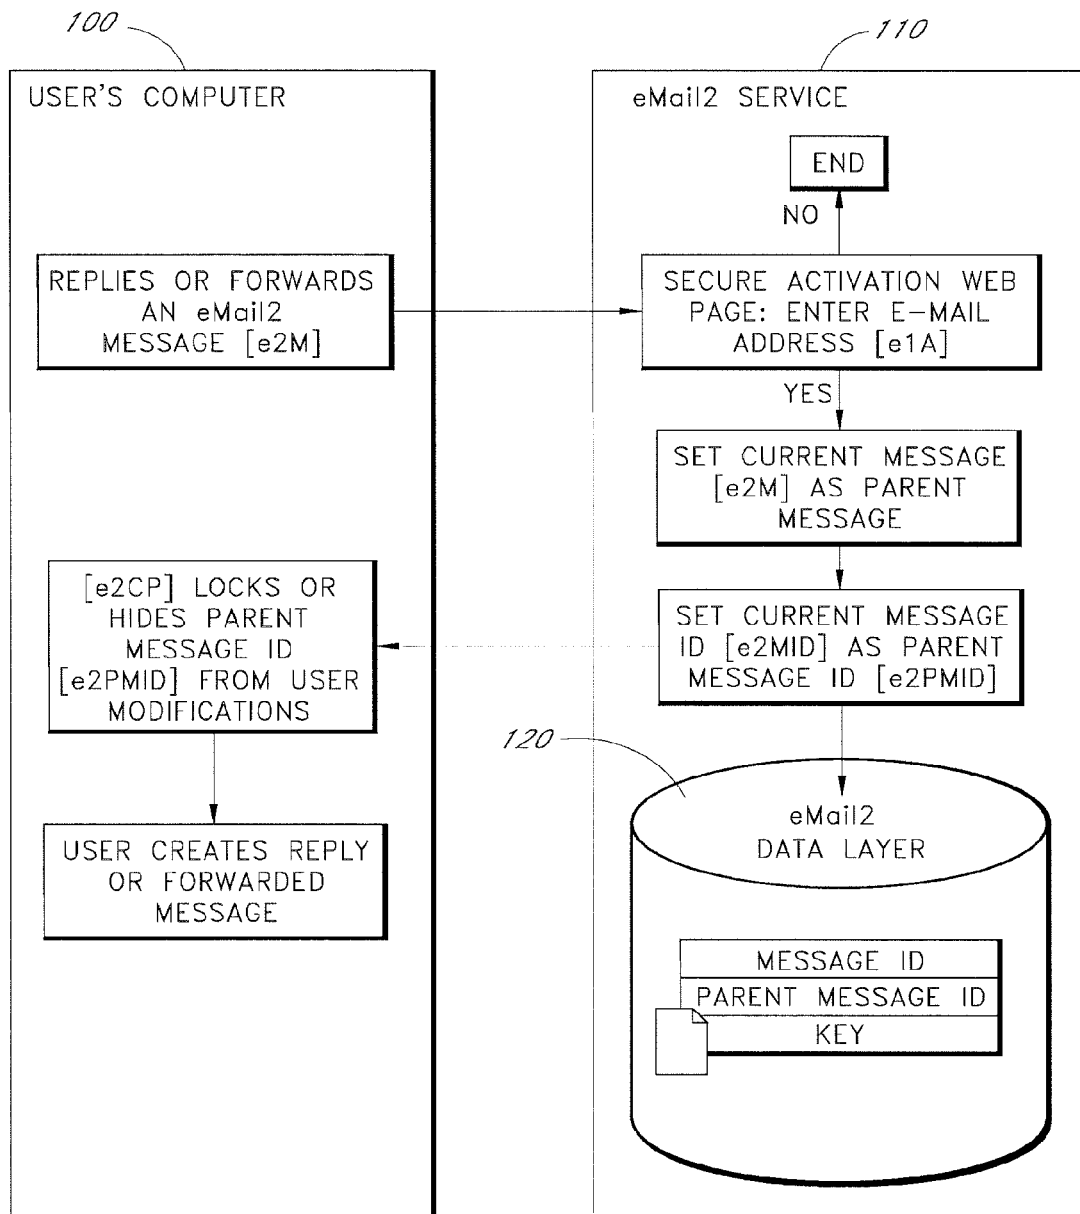 100
110
USER'S COMPUTER
eMail2 SERVICE
END
NO
REPLIES OR FORWARDS
AN eMail2
MESSAGE [e2M]
SECURE ACTIVATION WEB
PAGE: ENTER E-MAIL
ADDRESS [e1A]
YES
SET CURRENT MESSAGE
[e2M] AS PARENT
MESSAGE
[e2CP] LOCKS OR
HIDES PARENT
MESSAGE ID
[e2PMID] FROM USER
MODIFICATIONS
SET CURRENT MESSAGE
ID [e2MID] AS PARENT
MESSAGE ID [e2PMID]
120
USER CREATES REPLY
OR FORWARDED
MESSAGE
eMail2
DATA LAYER
MESSAGE ID
PARENT MESSAGE ID
KEY